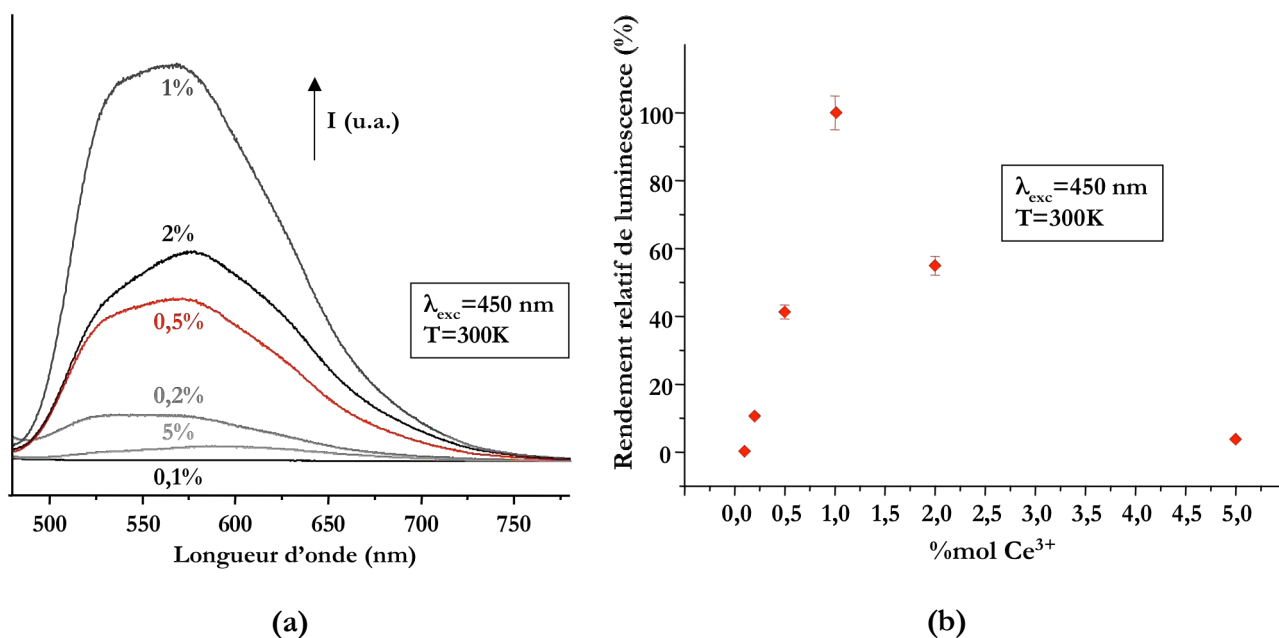 1%
I (u.a.)
2%
0,5%
0,2%
5%
0,1%
λexc=450 nm
T=300K
500 550 600 650 700 750
Longueur d'onde (nm)
(a)
Rendement relatif de luminescence (%)
100
80
60
40
20
0
λexc=450 nm
T=300K
0,0 0,5 1,0 1,5 2,0 2,5 3,0 3,5 4,0 4,5 5,0
%mol Ce³⁺
(b)